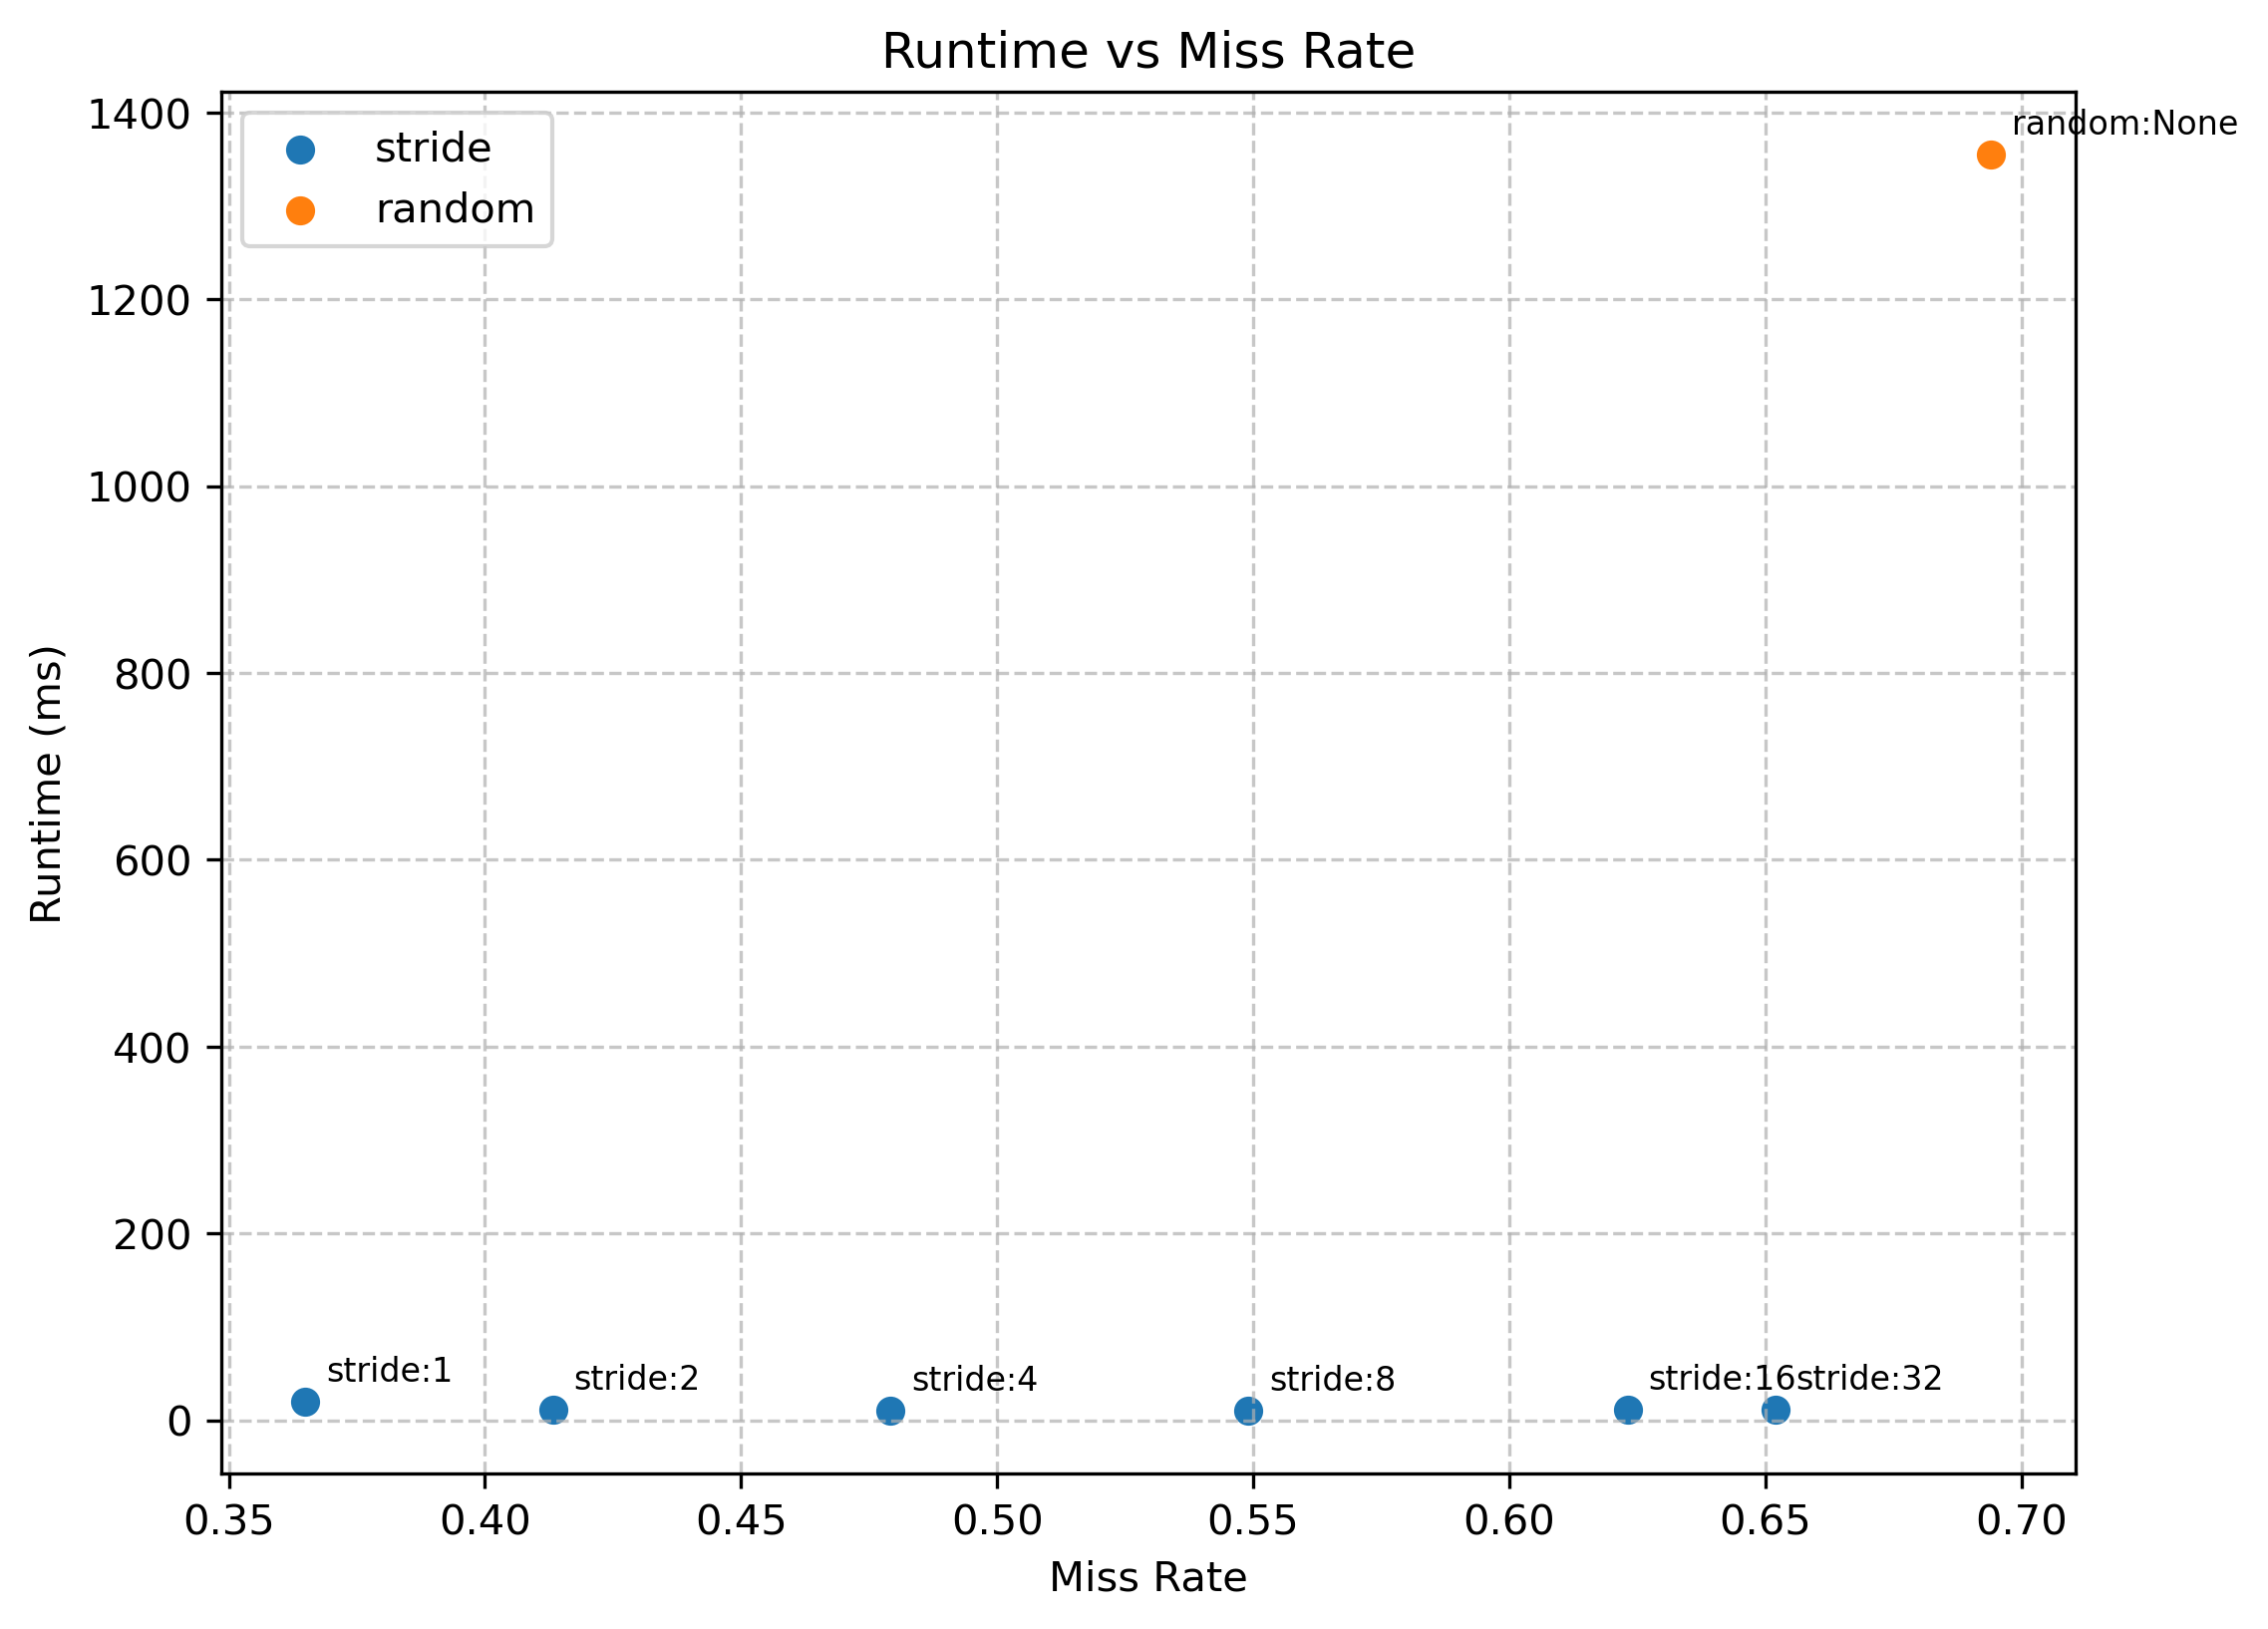 Runtime vs Miss Rate
1400
stride
random
random:None
1200
1000
800
600
400
200
0
Runtime (ms)
stride:1
stride:2
stride:4
stride:8
stride:16
stride:32
0.35
0.40
0.45
0.50
0.55
0.60
0.65
0.70
Miss Rate